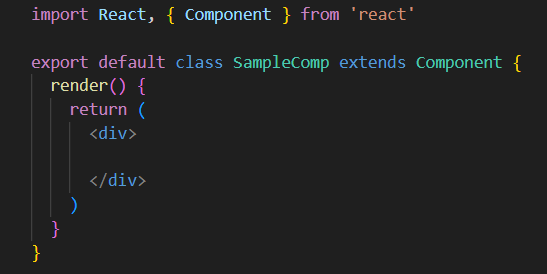 import React, { Component } from 'react'
export default class SampleComp extends Component {
render() {
return (
<div>
</div>
)
}
}